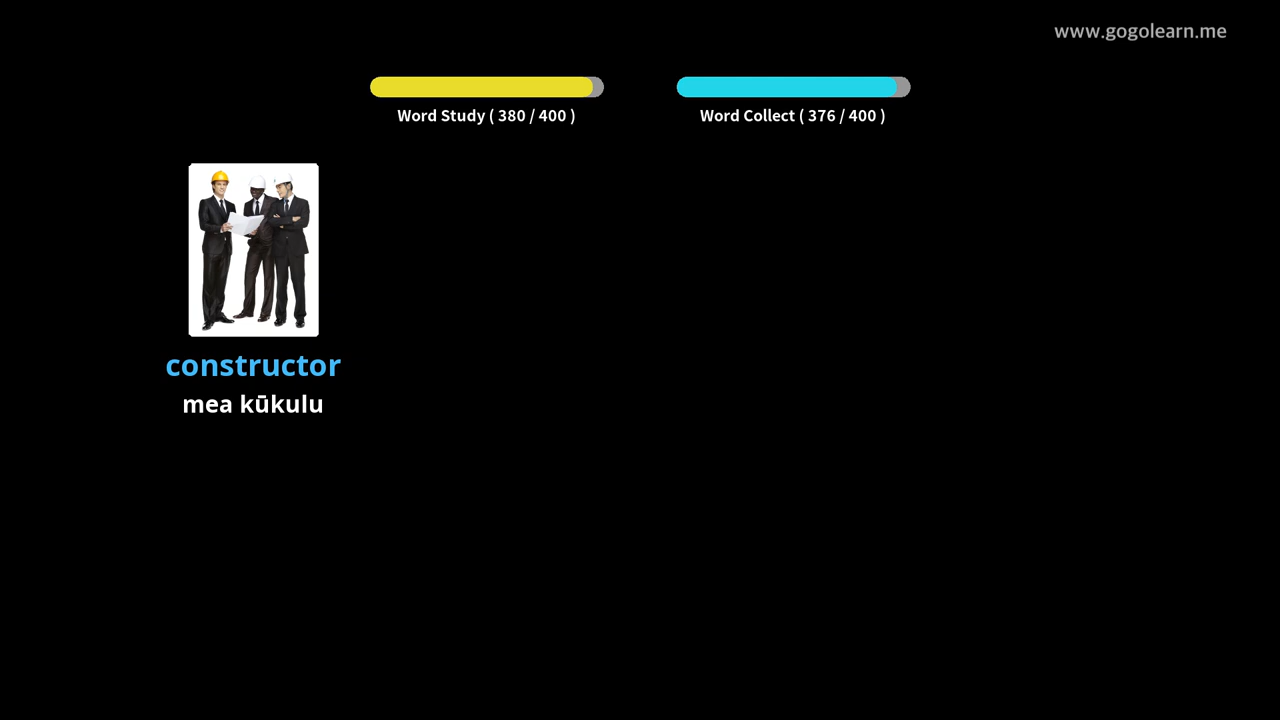 www.gogolearn.me
Word Study ( 380 / 400 )
Word Collect ( 376 / 400 )
constructor
mea kūkulu